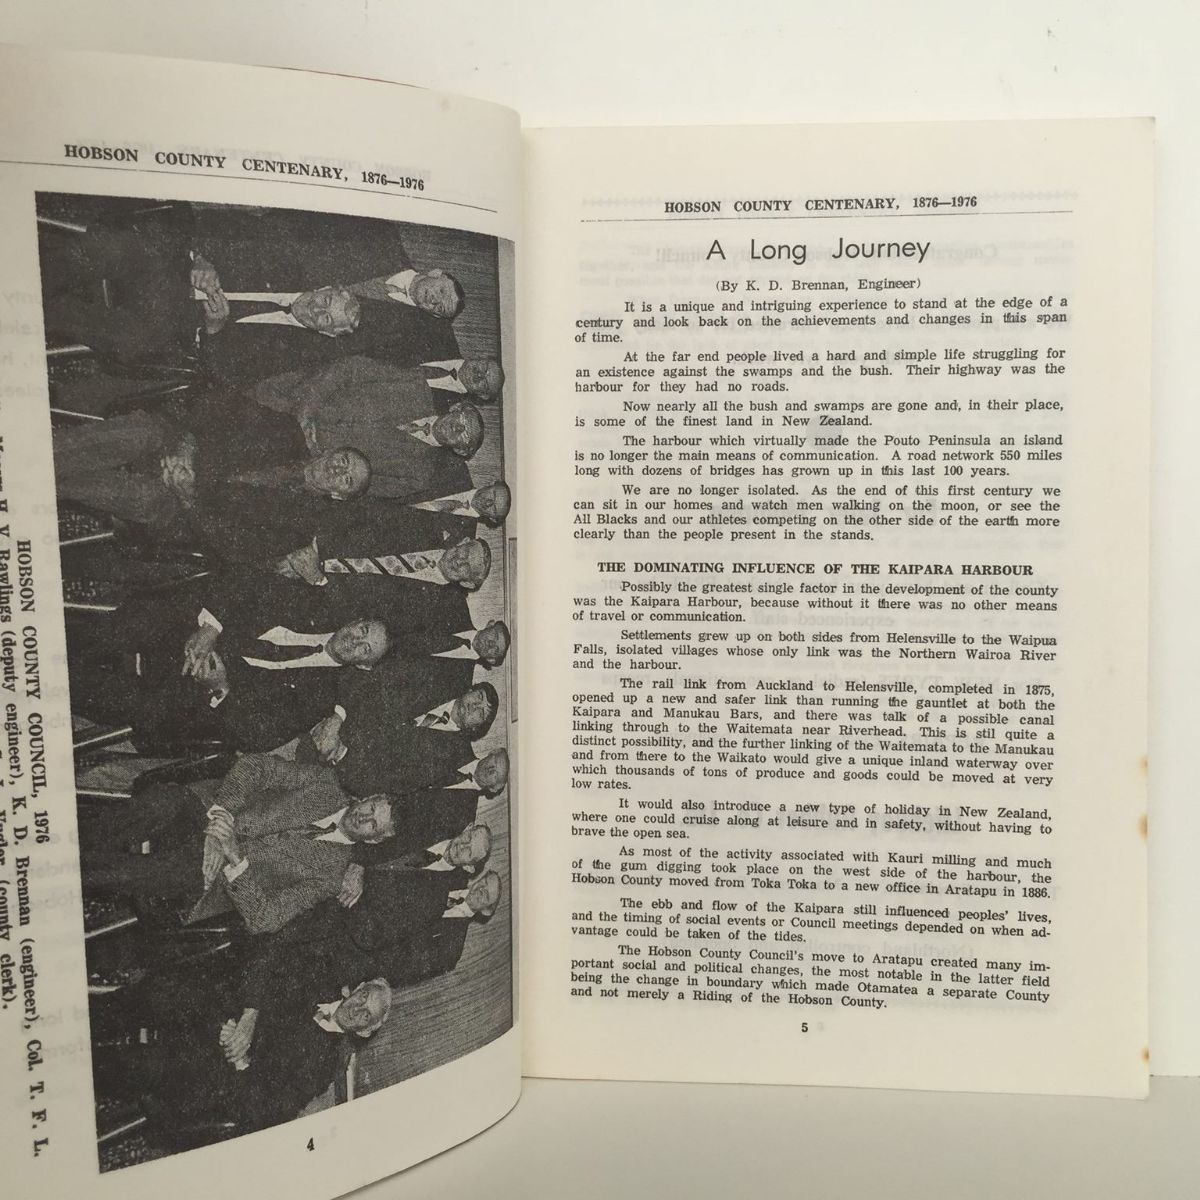 HOBSON COUNTY CENTENARY, 1876—1976
HOBSON COUNTY COUNCIL, 1976
H. V. Rawlings (deputy engineer), K. D. Brennan (engineer), Col. T. F. L.
(county clerk).
4
HOBSON COUNTY CENTENARY, 1876—1976
A Long Journey
(By K. D. Brennan, Engineer)
It is a unique and intriguing experience to stand at the edge of a
century and look back on the achievements and changes in this span
of time.
At the far end people lived a hard and simple life struggling for
an existence against the swamps and the bush. Their highway was the
harbour for they had no roads.
Now nearly all the bush and swamps are gone and, in their place,
is some of the finest land in New Zealand.
The harbour which virtually made the Pouto Peninsula an island
is no longer the main means of communication. A road network 550 miles
long with dozens of bridges has grown up in this last 100 years.
We are no longer isolated. As the end of this first century we
can sit in our homes and watch men walking on the moon, or see the
All Blacks and our athletes competing on the other side of the earth more
clearly than the people present in the stands.
THE DOMINATING INFLUENCE OF THE KAIPARA HARBOUR
Possibly the greatest single factor in the development of the county
was the Kaipara Harbour, because without it there was no other means
of travel or communication.
Settlements grew up on both sides from Helensville to the Waipua
Falls, isolated villages whose only link was the Northern Wairoa River
and the harbour.
The rail link from Auckland to Helensville, completed in 1875,
opened up a new and safer link than running the gauntlet at both the
Kaipara and Manukau Bars, and there was talk of a possible canal
linking through to the Waitemata near Riverhead. This is stil quite a
distinct possibility, and the further linking of the Waitemata to the Manukau
and from there to the Waikato would give a unique inland waterway over
which thousands of tons of produce and goods could be moved at very
low rates.
It would also introduce a new type of holiday in New Zealand,
where one could cruise along at leisure and in safety, without having to
brave the open sea.
As most of the activity associated with Kauri milling and much
of the gum digging took place on the west side of the harbour, the
Hobson County moved from Toka Toka to a new office in Aratapu in 1886.
The ebb and flow of the Kaipara still influenced peoples' lives,
and the timing of social events or Council meetings depended on when ad-
vantage could be taken of the tides.
The Hobson County Council's move to Aratapu created many im-
portant social and political changes, the most notable in the latter field
being the change in boundary which made Otamatea a separate County
and not merely a Riding of the Hobson County.
5